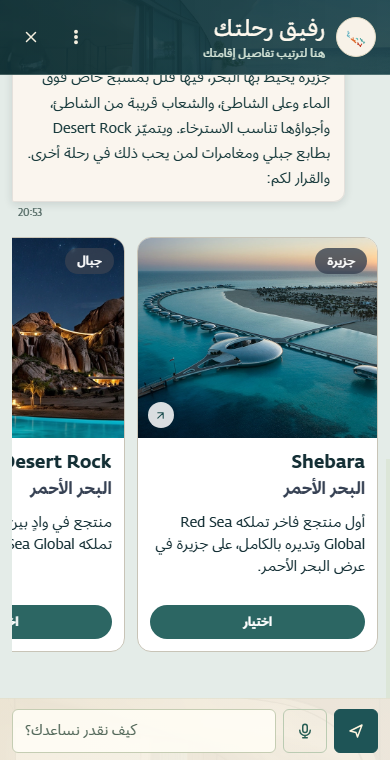 رفيق رحلتك
هنا لترتيب تفاصيل إقامتك
جزيرة يحيط بها البحر، فيها فلل بمسبح خاص فوق
الماء وعلى الشاطئ، والشعاب قريبة من الشاطئ،
وأجواؤها تناسب الاسترخاء. ويتميّز Desert Rock
بطابع جبلي ومغامرات لمن يحب ذلك في رحلة أخرى.
والقرار لكم:
20:53
جزيرة
Shebara
البحر الأحمر
أول منتجع فاخر تملكه Red Sea
Global وتديره بالكامل، على جزيرة في
عرض البحر الأحمر.
اختيار
جبال
Desert Rock
البحر الأحمر
منتجع في وادٍ
تملكه Sea Global
كيف نقدر نساعدك؟